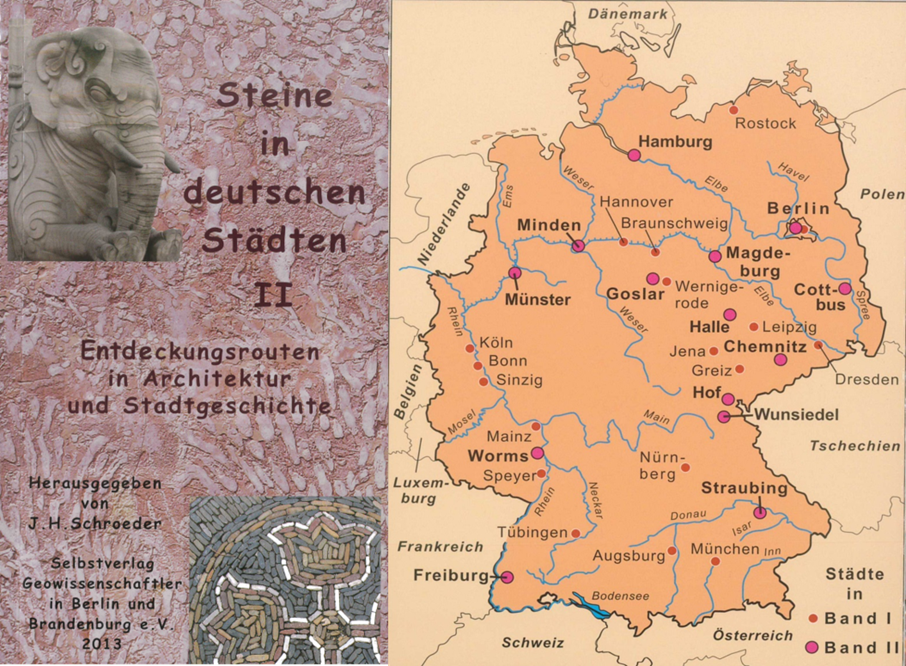 Steine
in
deutschen
Städten
II
Entdeckungsrouten
in Architektur
und Stadtgeschichte
Herausgegeben
von
J.H.Schroeder
Selbstverlag
Geowissenschaftler
in Berlin und
Brandenburg e.V.
2013
Dänemark
Rostock
Hamburg
Havel
Elbe
Weser
Ems
Polen
Niederlande
Hannover
Berlin
Braunschweig
Minden
Magde-
burg
Münster
Goslar
Wernige-
rode
Elbe
Cott-
bus
Spree
Rhein
Weser
Halle
Leipzig
Köln
Jena
Chemnitz
Bonn
Greiz
Sinzig
Dresden
Belgien
Hof
Mosel
Main
Wunsiedel
Mainz
Worms
Nürn-
berg
Tschechien
Speyer
Luxem-
burg
Straubing
Rhein
Neckar
Donau
Isar
Tübingen
Frankreich
Augsburg
München
Inn
Freiburg
Bodensee
Städte
in
Band I
Band II
Schweiz
Österreich